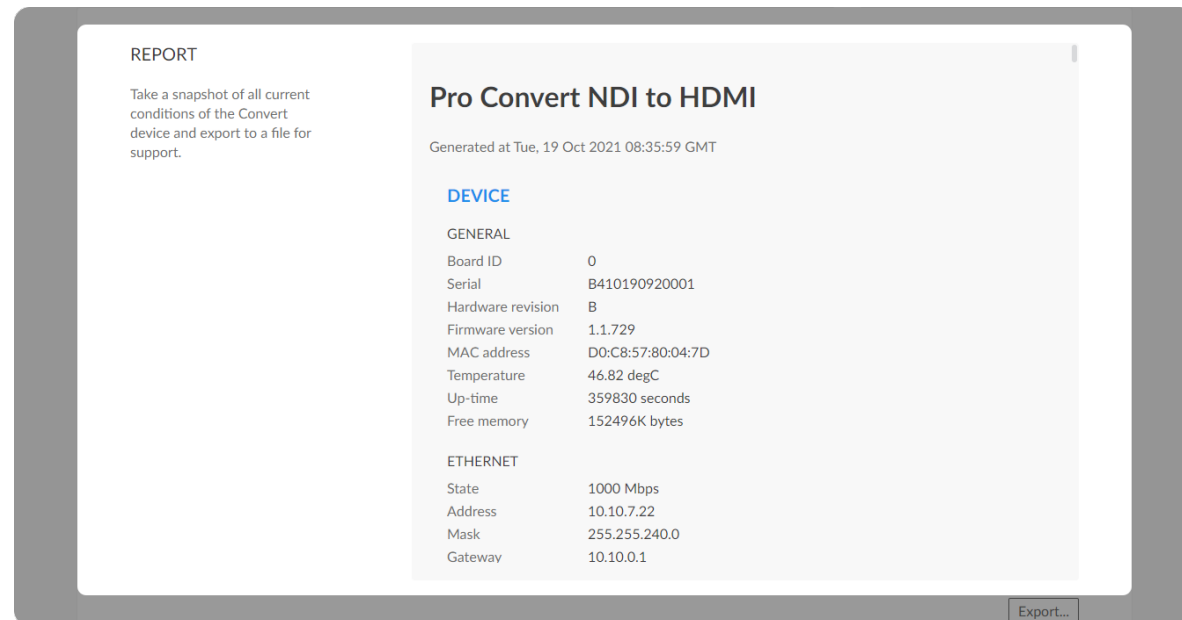 REPORT
Take a snapshot of all current
conditions of the Convert
device and export to a file for
support.
Pro Convert NDI to HDMI
Generated at Tue, 19 Oct 2021 08:35:59 GMT
DEVICE
GENERAL
Board ID 0
Serial B410190920001
Hardware revision B
Firmware version 1.1.729
MAC address D0:C8:57:80:04:7D
Temperature 46.82 degC
Up-time 359830 seconds
Free memory 152496K bytes
ETHERNET
State 1000 Mbps
Address 10.10.7.22
Mask 255.255.240.0
Gateway 10.10.0.1
Export...